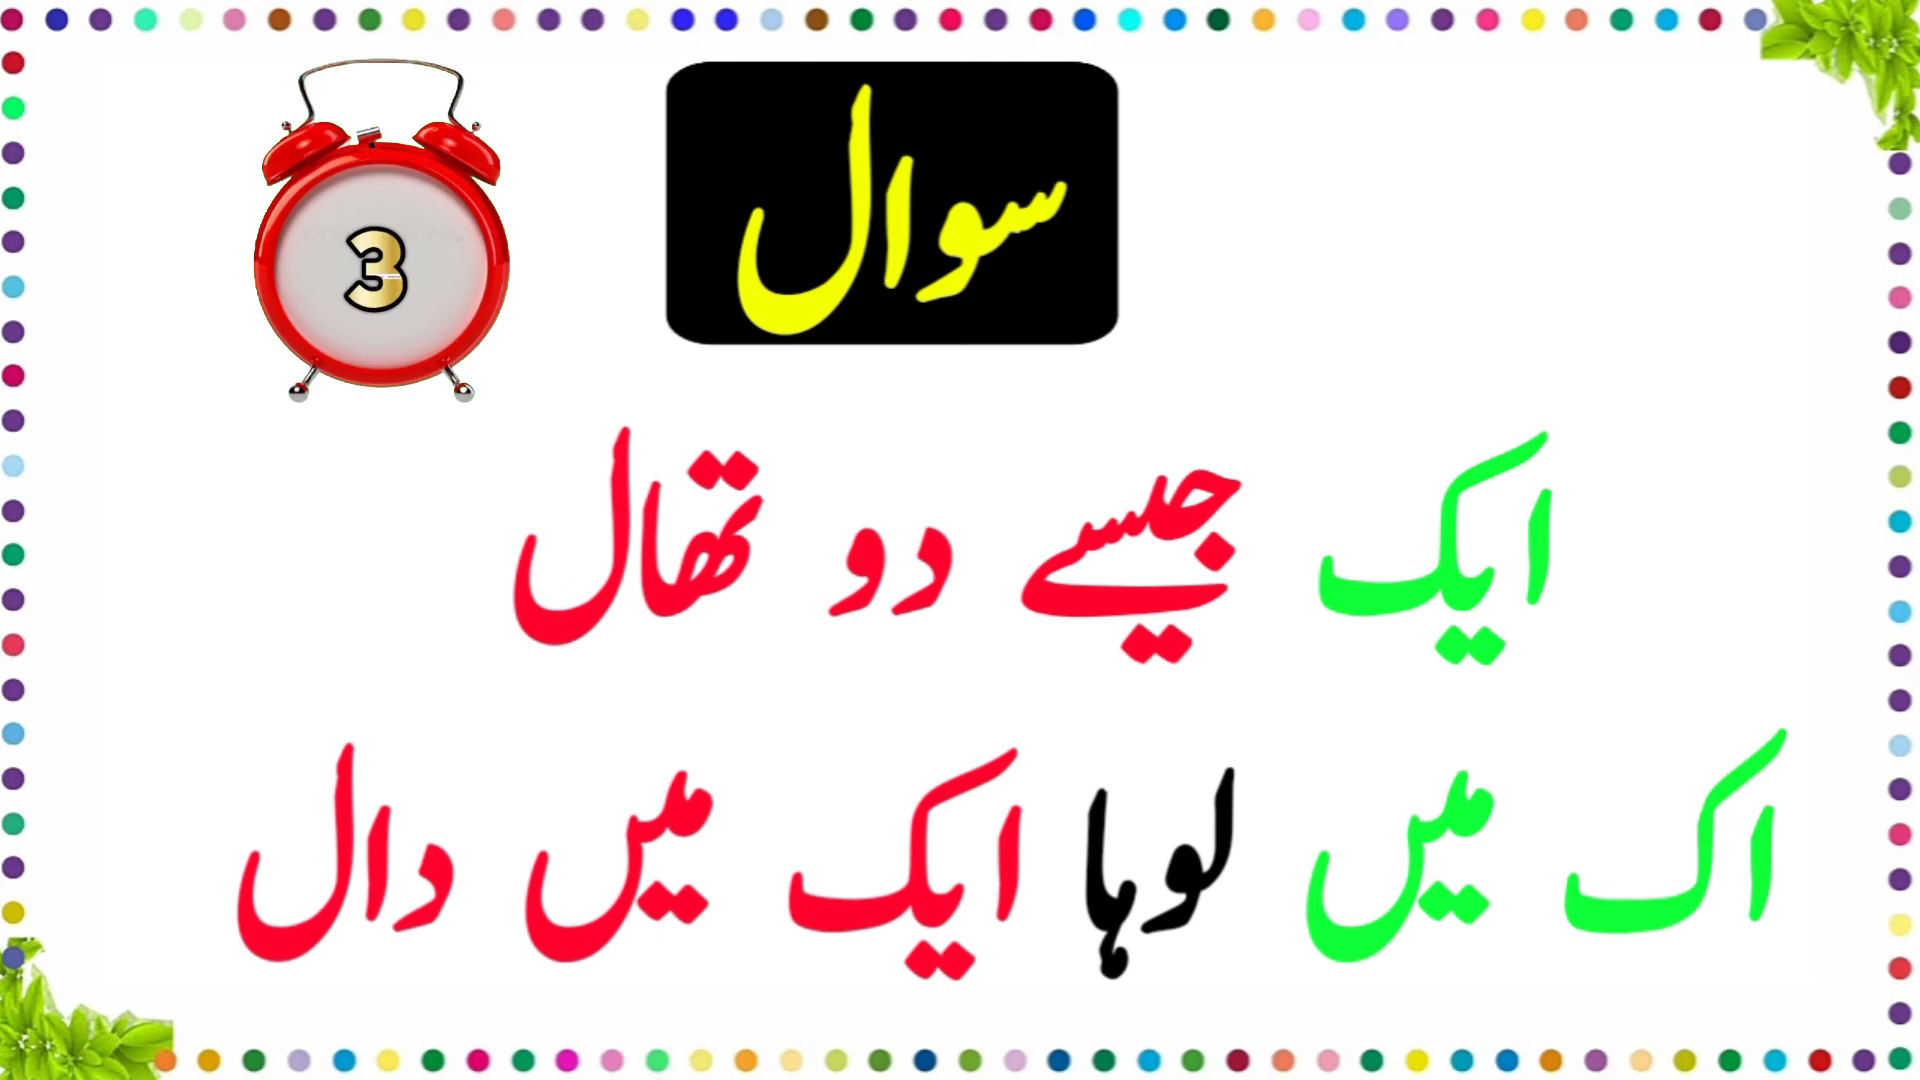 3
سوال
ایک جیسے دو تھال
اک میں لوہا ایک میں دال